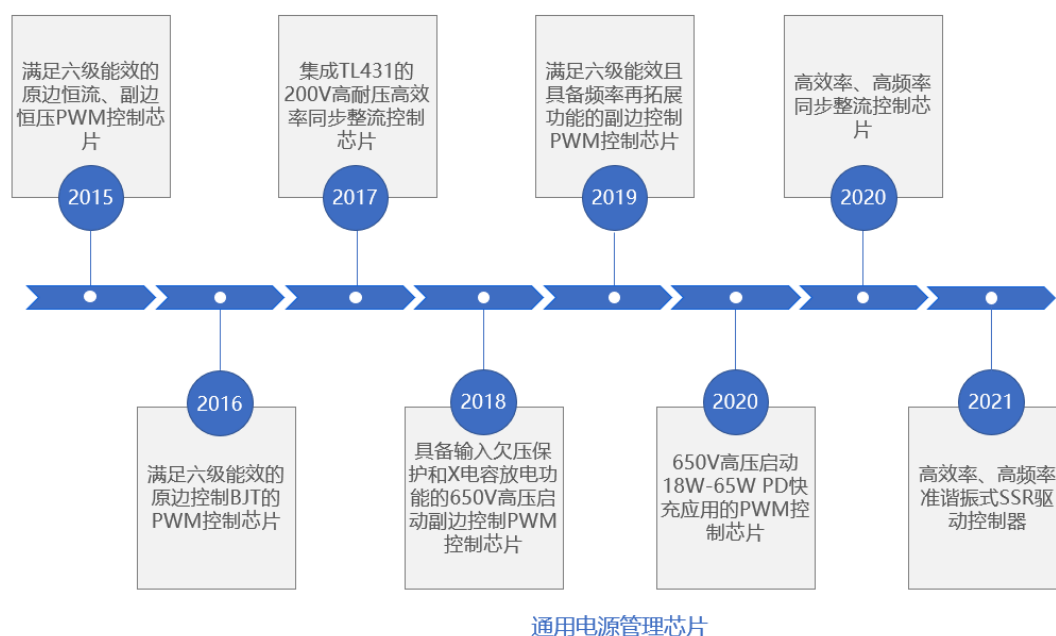 满足六级能效的
原边恒流、副边
恒压PWM控制芯
片
2015
集成TL431的
200V高耐压高效
率同步整流控制
芯片
2017
满足六级能效且
具备频率再拓展
功能的副边控制
PWM控制芯片
2019
高效率、高频率
同步整流控制芯
片
2020
2016
满足六级能效的
原边控制BJT的
PWM控制芯片
2018
具备输入欠压保
护和X电容放电功
能的650V高压启
动副边控制PWM
控制芯片
2020
650V高压启动
18W-65W PD快
充应用的PWM控
制芯片
2021
高效率、高频率
准谐振式SSR驱
动控制器
通用电源管理芯片